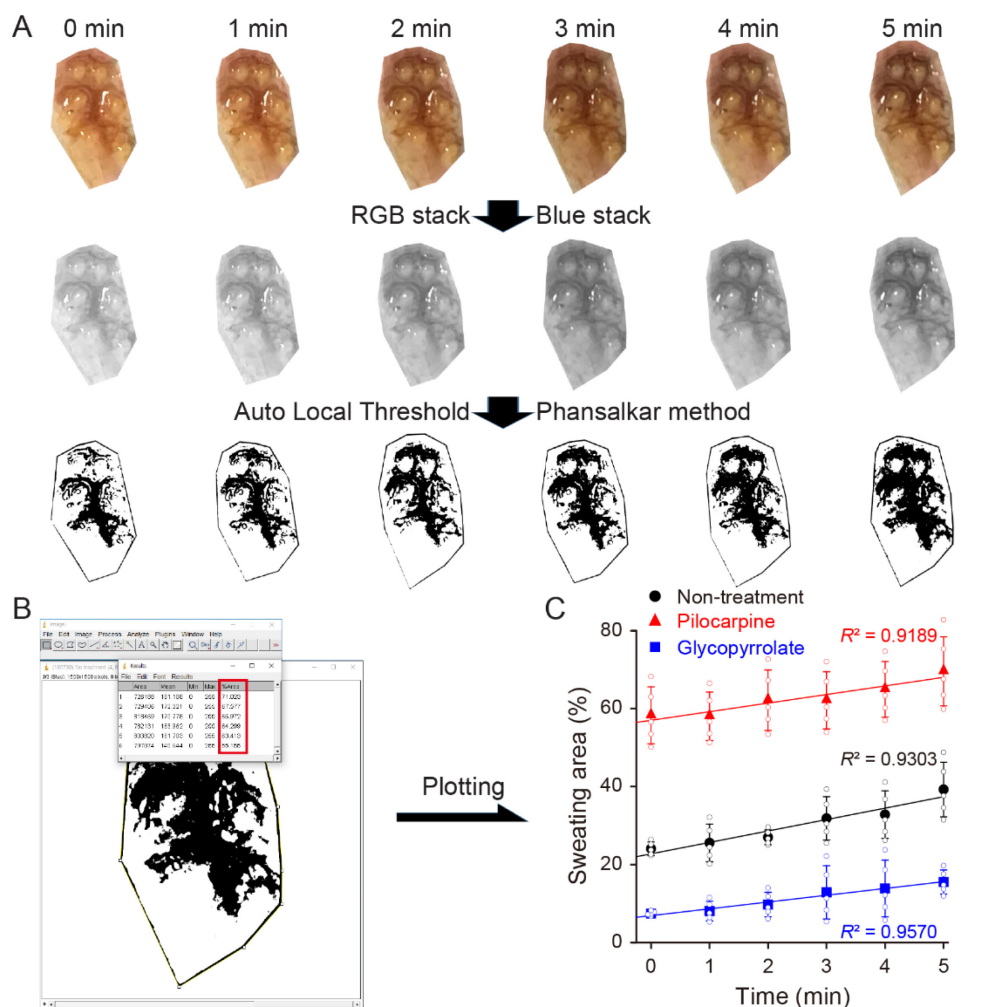 A
0 min 1 min 2 min 3 min 4 min 5 min
RGB stack Blue stack
Auto Local Threshold Phansalkar method
B
File Edit Image Process Analyze Plugins Window Help
Results
File Edit Font Results
Area Mean Min Max %Area
Plotting
C
Non-treatment
Pilocarpine
Glycopyrrolate
Sweating area (%)
80
60
40
20
0
R² = 0.9189
R² = 0.9303
R² = 0.9570
0 1 2 3 4 5
Time (min)